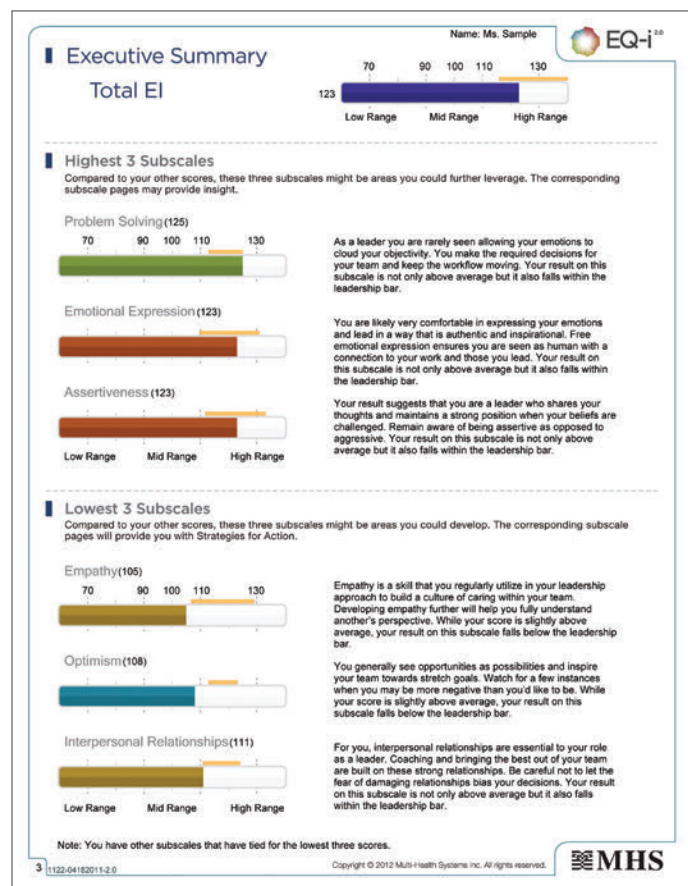 Name: Ms. Sample
EQ-i 2.0
Executive Summary
Total EI
70 90 100 110 130
123
Low Range Mid Range High Range
Highest 3 Subscales
Compared to your other scores, these three subscales might be areas you could further leverage. The corresponding
subscale pages may provide insight.
Problem Solving(125)
70 90 100 110 130
As a leader you are rarely seen allowing your emotions to
cloud your objectivity. You make the required decisions for
your team and keep the workflow moving. Your result on this
subscale is not only above average but it also falls within the
leadership bar.
Emotional Expression(123)
You are likely very comfortable in expressing your emotions
and lead in a way that is authentic and inspirational. Free
emotional expression ensures you are seen as human with a
connection to your work and those you lead. Your result on
this subscale is not only above average but it also falls within
the leadership bar.
Assertiveness(123)
Your result suggests that you are a leader who shares your
thoughts and maintains a strong position when your beliefs are
challenged. Remain aware of being assertive as opposed to
aggressive. Your result on this subscale is not only above
average but it also falls within the leadership bar.
Low Range Mid Range High Range
Lowest 3 Subscales
Compared to your other scores, these three subscales might be areas you could develop. The corresponding subscale
pages will provide you with Strategies for Action.
Empathy(105)
70 90 100 110 130
Empathy is a skill that you regularly utilize in your leadership
approach to build a culture of caring within your team.
Developing empathy further will help you fully understand
another's perspective. While your score is slightly above
average, your result on this subscale falls below the leadership
bar.
Optimism(108)
You generally see opportunities as possibilities and inspire
your team towards stretch goals. Watch for a few instances
when you may be more negative than you'd like to be. While
your score is slightly above average, your result on this
subscale falls below the leadership bar.
Interpersonal Relationships(111)
For you, interpersonal relationships are essential to your role
as a leader. Coaching and bringing the best out of your team
are built on these strong relationships. Be careful not to let the
fear of damaging relationships bias your decisions. Your result
on this subscale is not only above average but it also falls
within the leadership bar.
Low Range Mid Range High Range
Note: You have other subscales that have tied for the lowest three scores.
3 1122-04182011-2.0
Copyright © 2012 Multi-Health Systems Inc. All rights reserved.
MHS